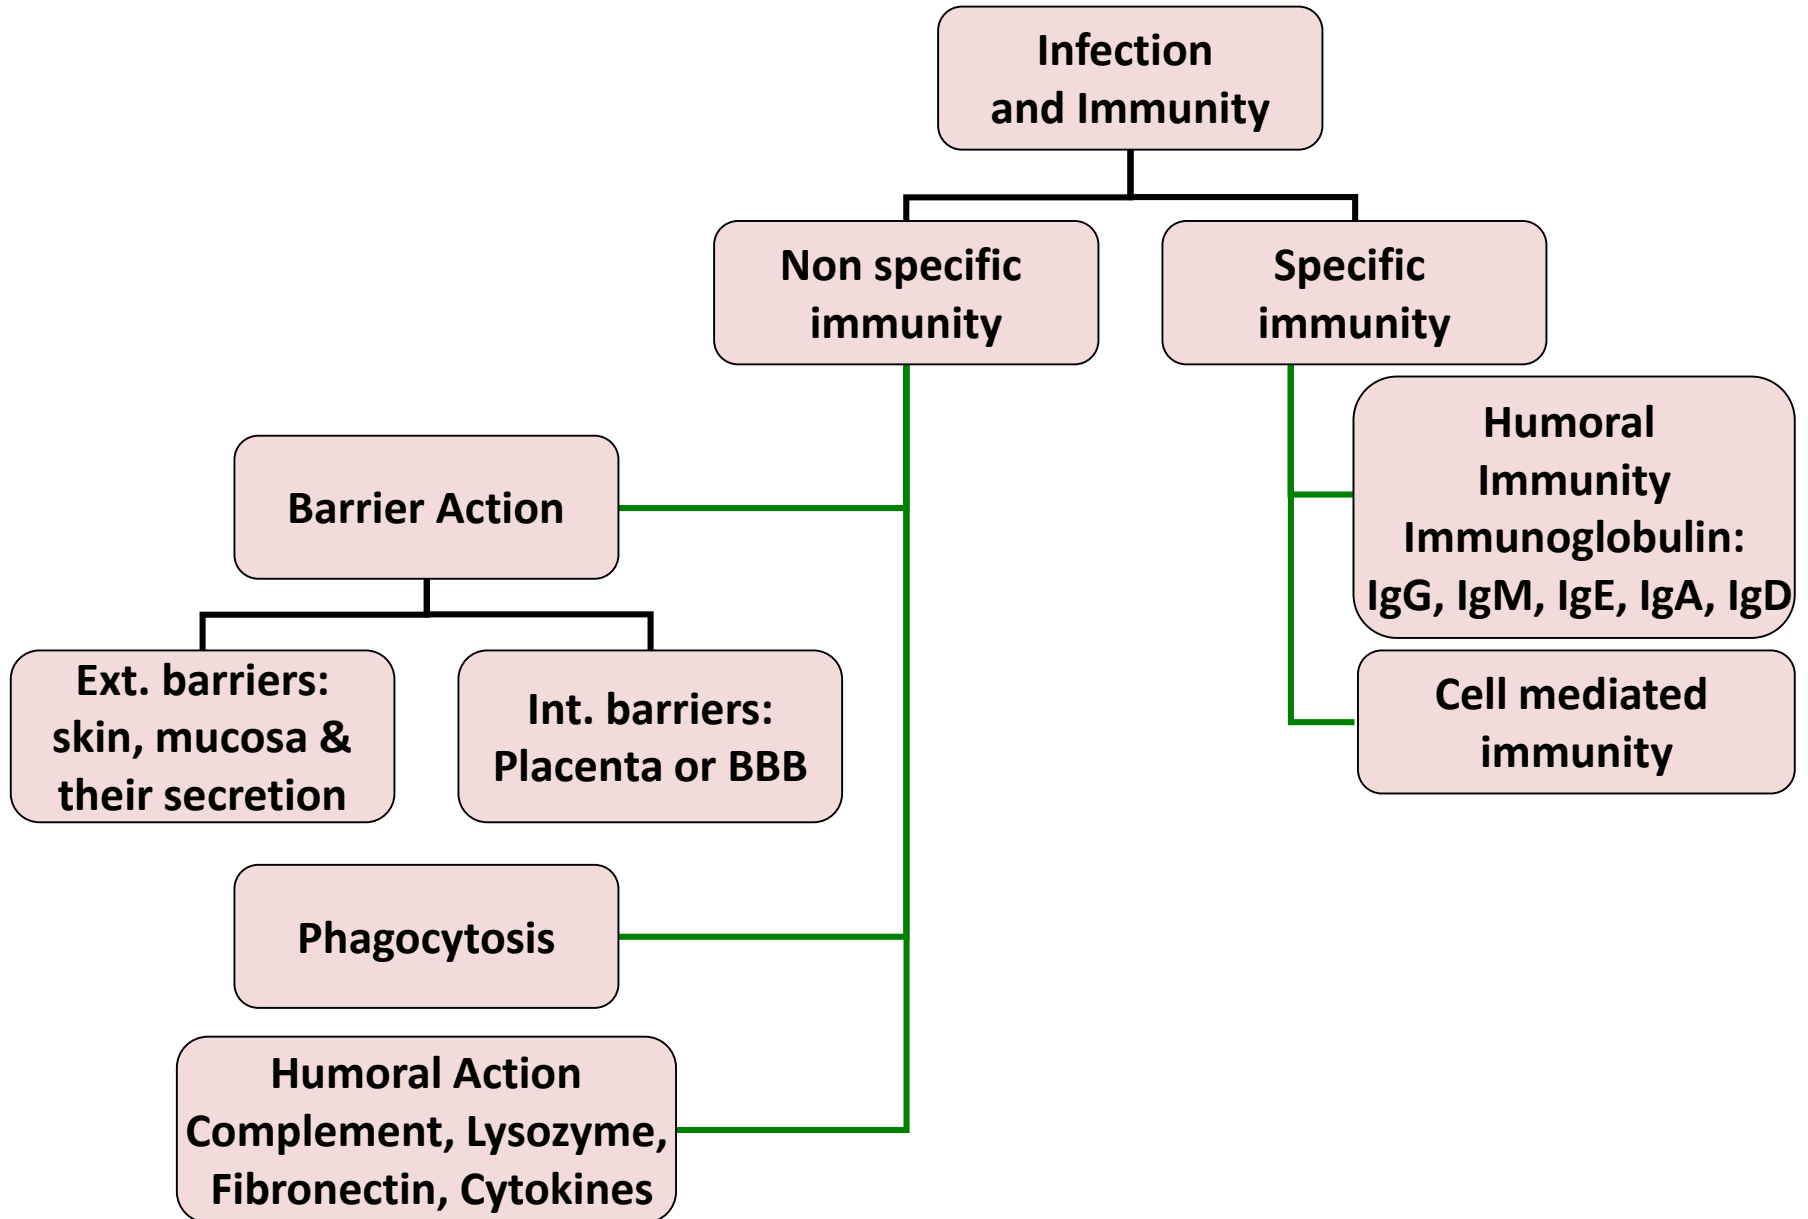 Infection
and Immunity
Non specific
immunity
Specific
immunity
Humoral
Immunity
Immunoglobulin:
IgG, IgM, IgE, IgA, IgD
Barrier Action
Ext. barriers:
skin, mucosa &
their secretion
Int. barriers:
Placenta or BBB
Cell mediated
immunity
Phagocytosis
Humoral Action
Complement, Lysozyme,
Fibronectin, Cytokines